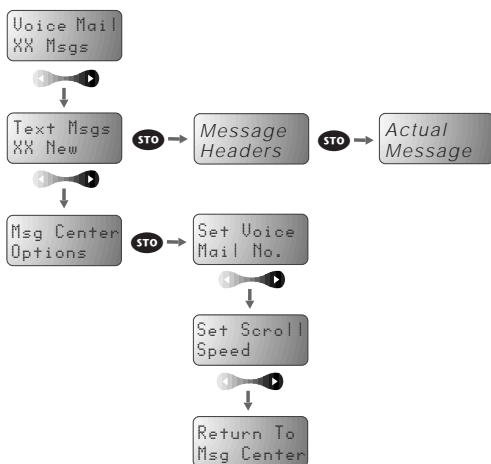 Voice Mail
XX Msgs
Text Msgs
XX New
STO
Message
Headers
STO
Actual
Message
Msg Center
Options
STO
Set Voice
Mail No.
Set Scroll
Speed
Return To
Msg Center